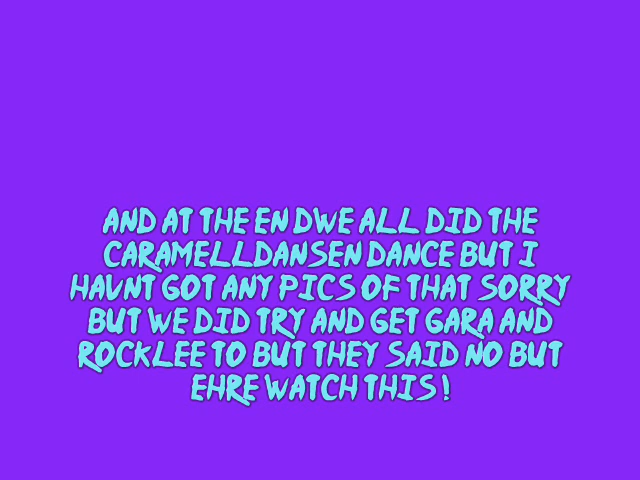 AND AT THE EN DWE ALL DID THE
CARAMELLDANSEN DANCE BUT I
HAVNT GOT ANY PICS OF THAT SORRY
BUT WE DID TRY AND GET GARA AND
ROCKLEE TO BUT THEY SAID NO BUT
EHRE WATCH THIS !